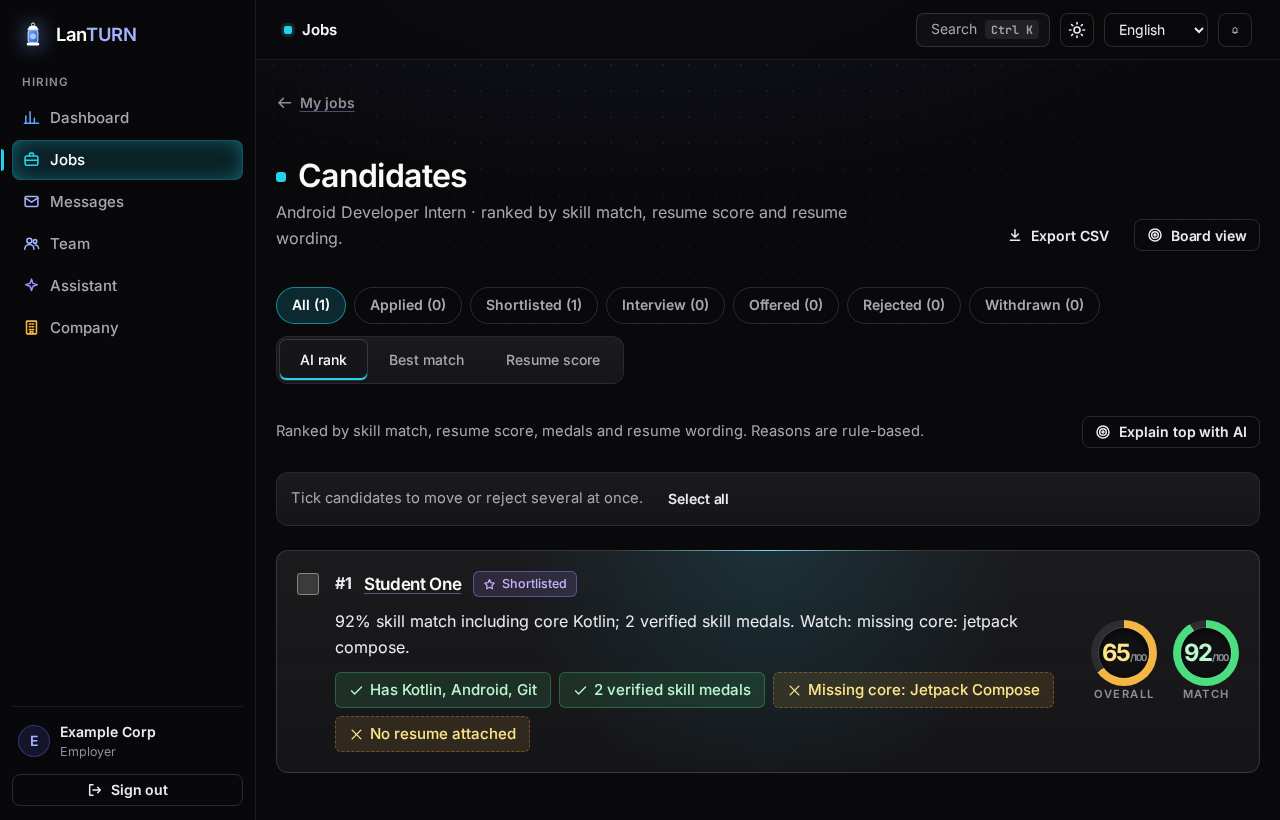 LanTURN
HIRING
Dashboard
Jobs
Messages
Team
Assistant
Company
E
Example Corp
Employer
Sign out
Jobs
Search Ctrl K
English
My jobs
Candidates
Android Developer Intern · ranked by skill match, resume score and resume
wording.
Export CSV
Board view
All (1)
Applied (0)
Shortlisted (1)
Interview (0)
Offered (0)
Rejected (0)
Withdrawn (0)
AI rank
Best match
Resume score
Ranked by skill match, resume score, medals and resume wording. Reasons are rule-based.
Explain top with AI
Tick candidates to move or reject several at once.
Select all
#1 Student One
Shortlisted
92% skill match including core Kotlin; 2 verified skill medals. Watch: missing core: jetpack
compose.
Has Kotlin, Android, Git
2 verified skill medals
Missing core: Jetpack Compose
No resume attached
65/100
OVERALL
92/100
MATCH